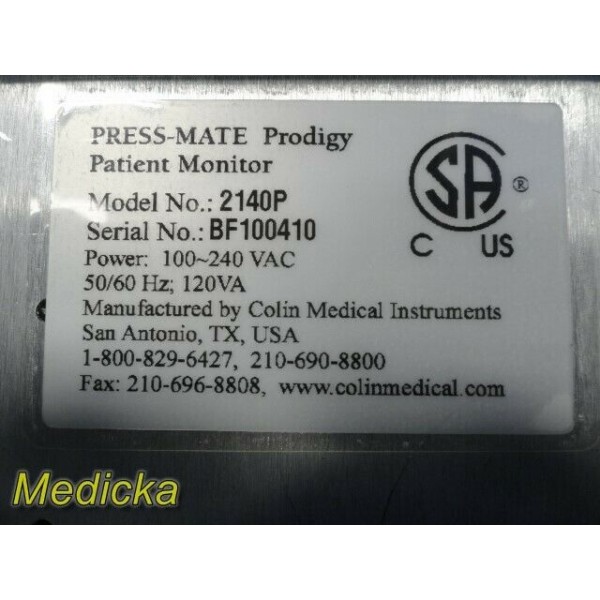 PRESS-MATE Prodigy
Patient Monitor
Model No.: 2140P
Serial No.: BF100410
Power: 100~240 VAC
50/60 Hz; 120VA
Manufactured by Colin Medical Instruments
San Antonio, TX, USA
1-800-829-6427, 210-690-8800
Fax: 210-696-8808, www.colinmedical.com
CSA ®
C US
Medicka